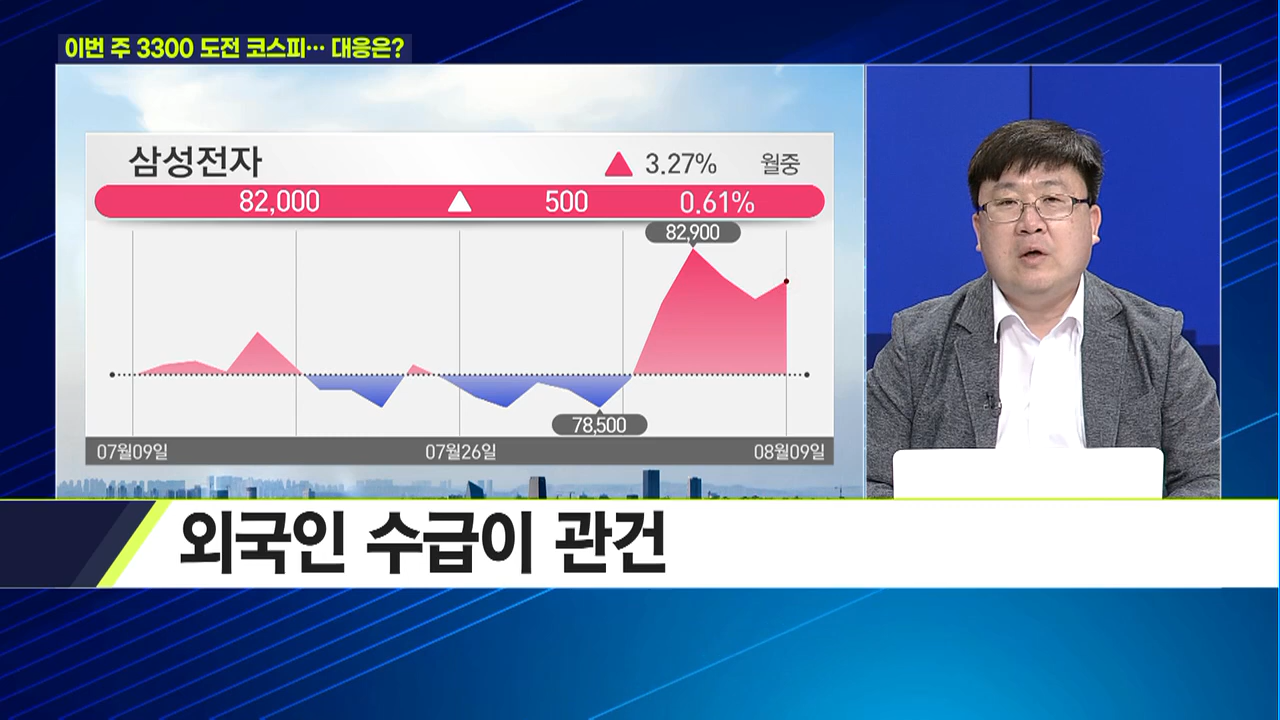 이번 주 3300 도전 코스피… 대응은?
삼성전자 ▲ 3.27% 월중
82,000 ▲ 500 0.61%
82,900
78,500
07월09일 07월26일 08월09일
외국인 수급이 관건